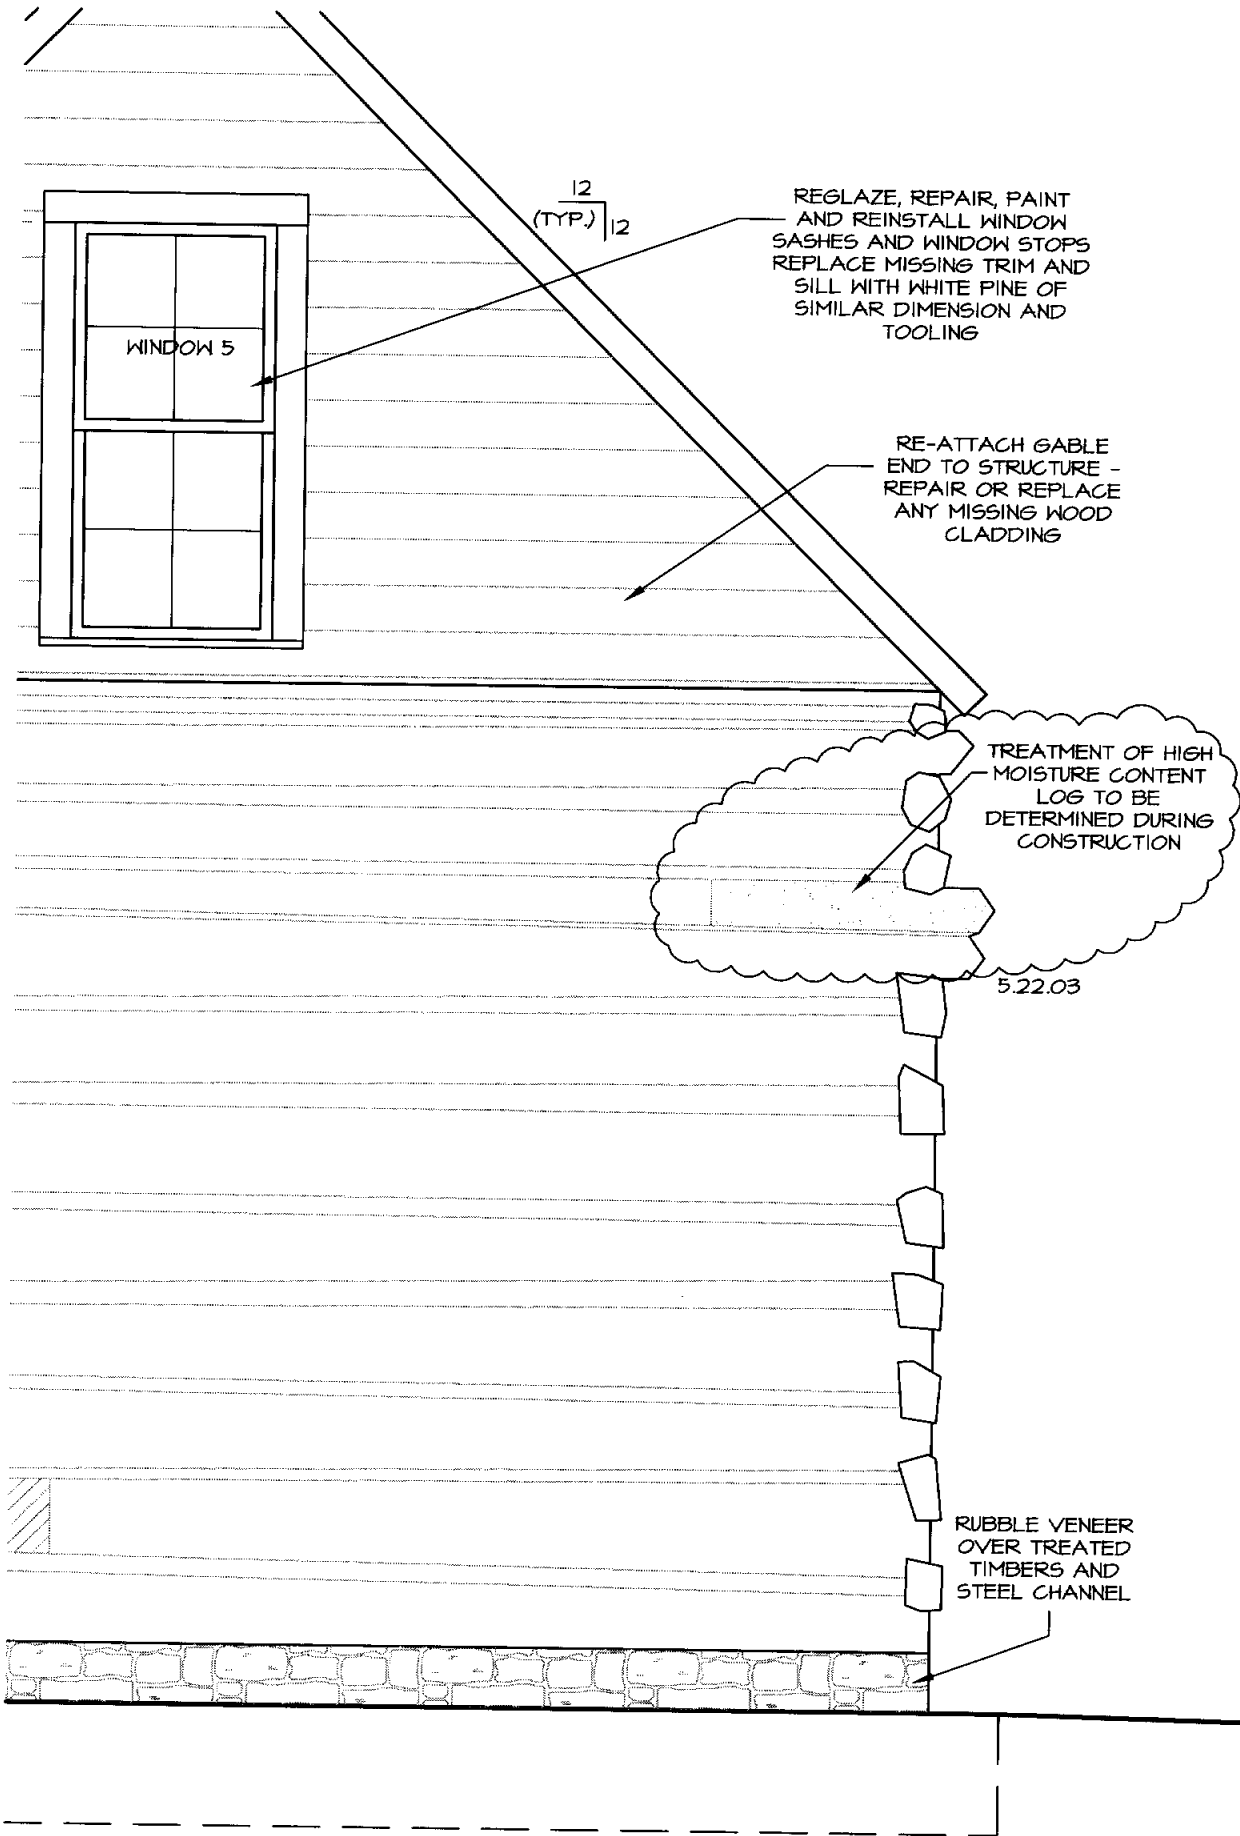 12
(TYP.) 12
REGLAZE, REPAIR, PAINT
AND REINSTALL WINDOW
SASHES AND WINDOW STOPS
REPLACE MISSING TRIM AND
SILL WITH WHITE PINE OF
SIMILAR DIMENSION AND
TOOLING
WINDOW 5
RE-ATTACH GABLE
END TO STRUCTURE -
REPAIR OR REPLACE
ANY MISSING WOOD
CLADDING
TREATMENT OF HIGH
MOISTURE CONTENT
LOG TO BE
DETERMINED DURING
CONSTRUCTION
5.22.03
RUBBLE VENEER
OVER TREATED
TIMBERS AND
STEEL CHANNEL